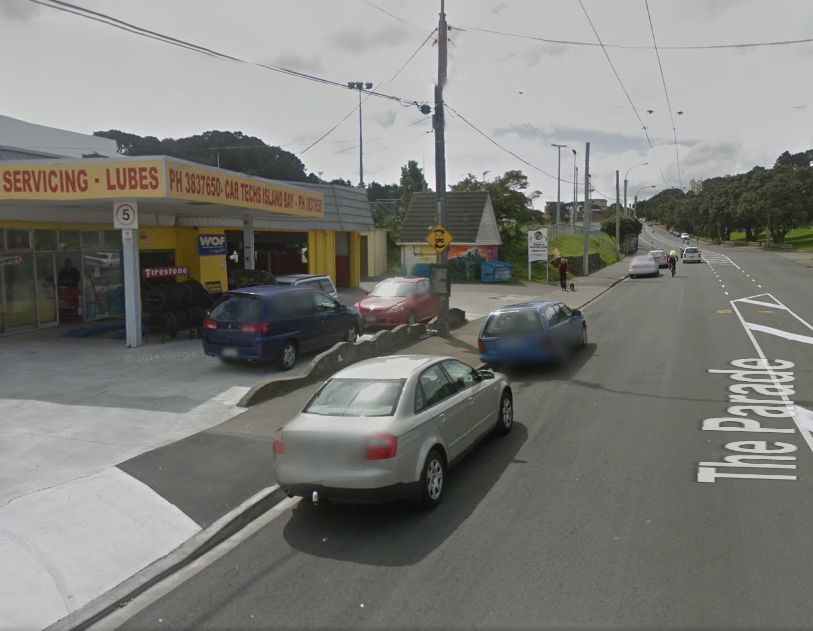 SERVICING - LUBES
PH 3837650 - CAR TECHS ISLAND BAY - PH 3837650
5
WOF
Firestone
© 2014 Google
The Parade